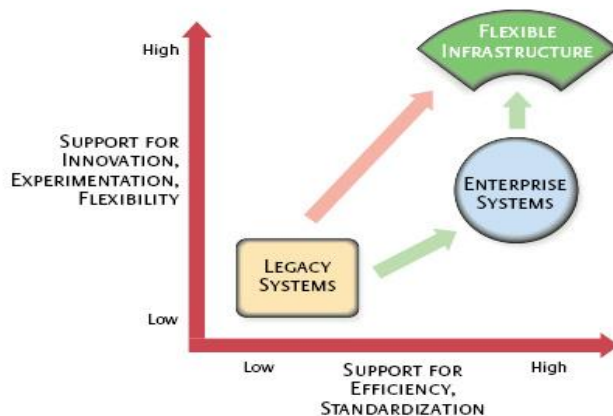 High
FLEXIBLE
INFRASTRUCTURE
SUPPORT FOR
INNOVATION,
EXPERIMENTATION,
FLEXIBILITY
ENTERPRISE
SYSTEMS
LEGACY
SYSTEMS
Low
Low
SUPPORT FOR
EFFICIENCY,
STANDARDIZATION
High